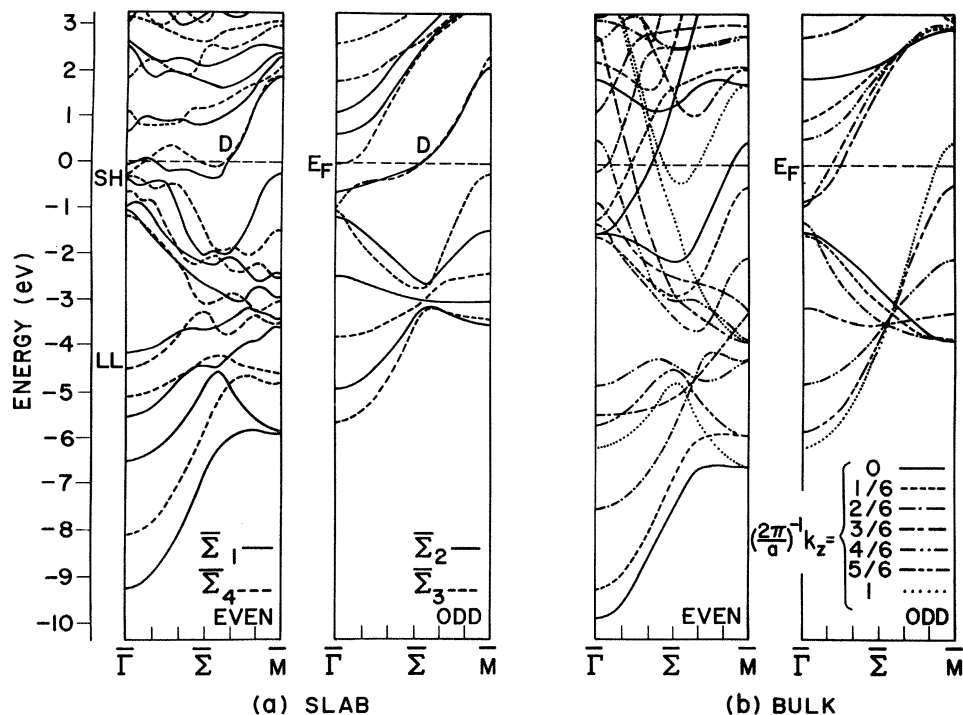 ENERGY (eV)
3
2
1
0
-1
-2
-3
-4
-5
-6
-7
-8
-9
-10
SH
LL
D
Σ̅1
Σ̅4
EVEN
Γ̅
Σ̅
M̅
E_F
D
Σ̅2
Σ̅3
ODD
(a) SLAB
EVEN
Γ̅
Σ̅
M̅
E_F
(2π/a)⁻¹ k_z =
0
1/6
2/6
3/6
4/6
5/6
1
ODD
Γ̅
Σ̅
M̅
(b) BULK